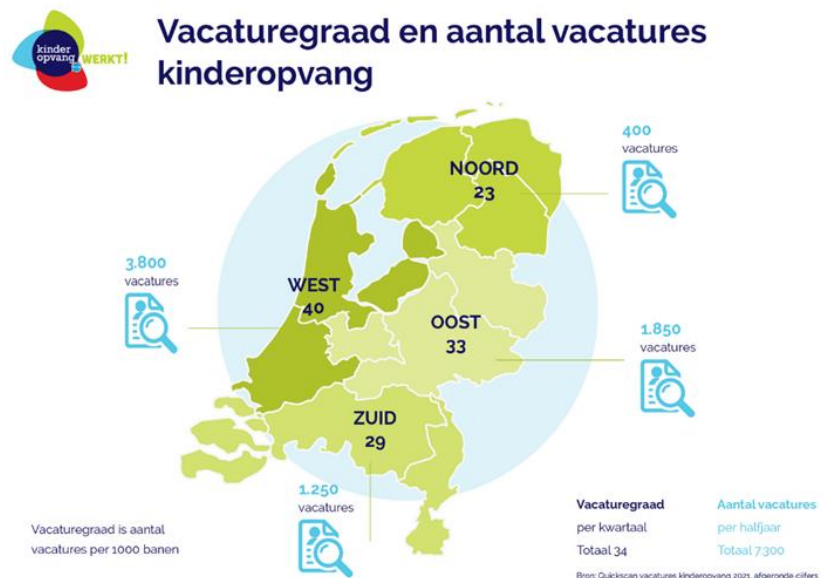 kinder
opvang
WERKT!
Vacaturegraad en aantal vacatures
kinderopvang
400
vacatures
NOORD
23
3.800
vacatures
WEST
40
OOST
33
1.850
vacatures
ZUID
29
1.250
vacatures
Vacaturegraad is aantal
vacatures per 1000 banen
Vacaturegraad
per kwartaal
Totaal 34
Aantal vacatures
per halfjaar
Totaal 7.300
Bron: Quickscan vacatures kinderopvang 2021, afgeronde cijfers